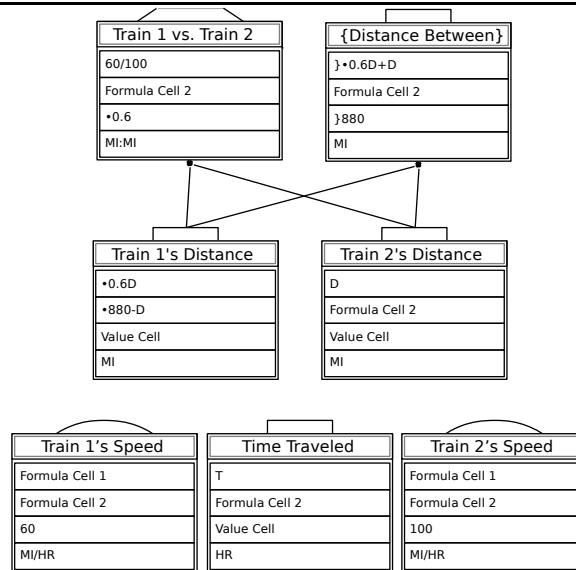 Train 1 vs. Train 2
60/100
Formula Cell 2
•0.6
MI:MI
{Distance Between}
}•0.6D+D
Formula Cell 2
}880
MI
Train 1's Distance
•0.6D
•880-D
Value Cell
MI
Train 2's Distance
D
Formula Cell 2
Value Cell
MI
Train 1’s Speed
Formula Cell 1
Formula Cell 2
60
MI/HR
Time Traveled
T
Formula Cell 2
Value Cell
HR
Train 2’s Speed
Formula Cell 1
Formula Cell 2
100
MI/HR